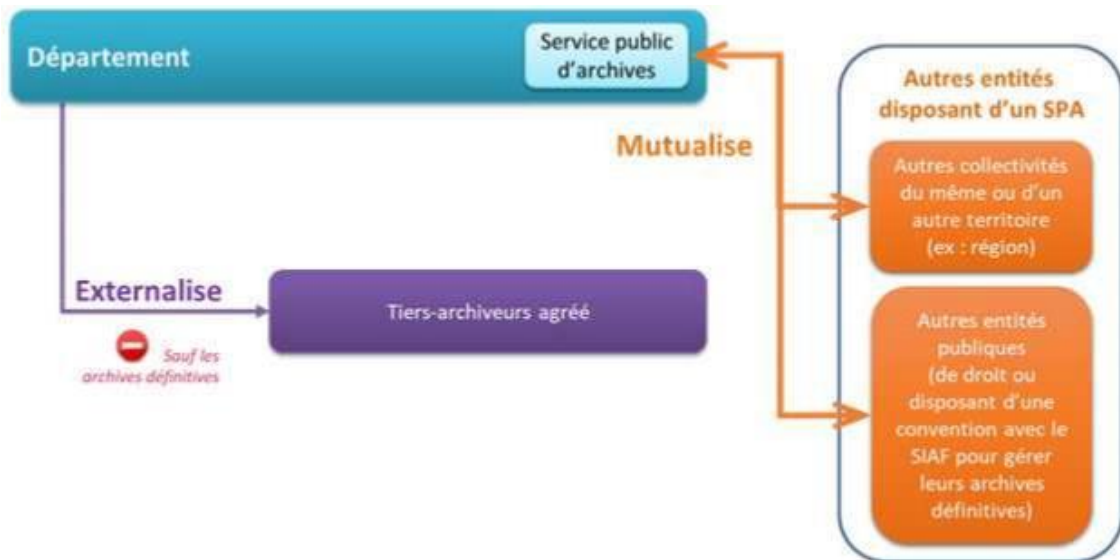 Département
Service public
d'archives
Autres entités
disposant d'un SPA
Mutualise
Autres collectivités
du même ou d'un
autre territoire
(ex : région)
Externalise
Tiers-archiveurs agréé
Sauf les
archives définitives
Autres entités
publiques
(de droit ou
disposant d'une
convention avec le
SIAF pour gérer
leurs archives
définitives)